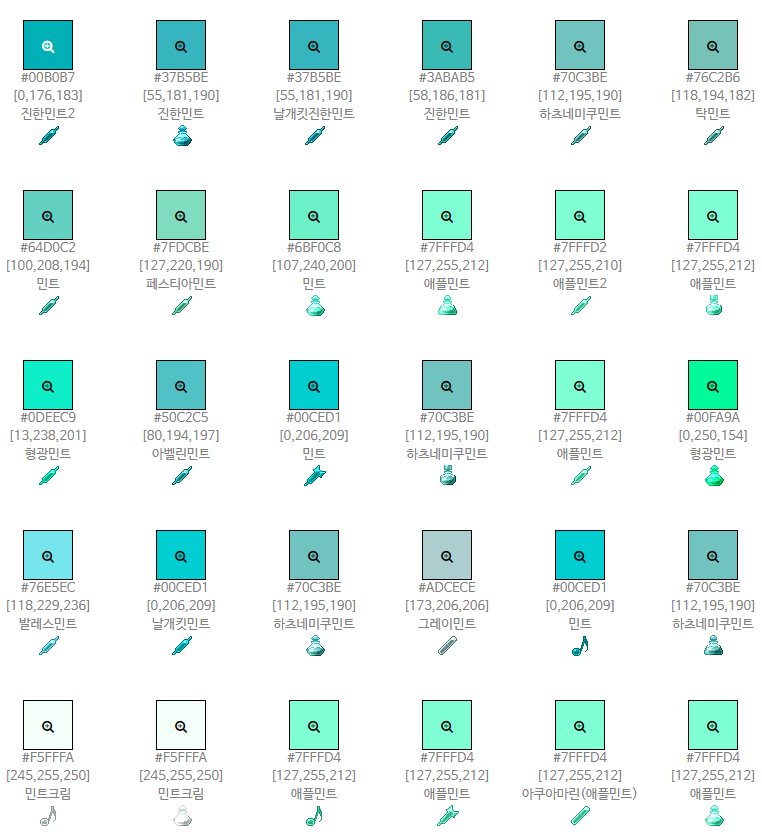 #00B0B7 #37B5BE #37B5BE #3ABAB5 #70C3BE #76C2B6
[0,176,183] [55,181,190] [55,181,190] [58,186,181] [112,195,190] [118,194,182]
진한민트2 진한민트 날개킷진한민트 진한민트 하츠네미쿠민트 탁민트
#64D0C2 #7FDCBE #6BF0C8 #7FFFD4 #7FFFD2 #7FFFD4
[100,208,194] [127,220,190] [107,240,200] [127,255,212] [127,255,210] [127,255,212]
민트 페스티아민트 민트 애플민트 애플민트2 애플민트
#0DEEC9 #50C2C5 #00CED1 #70C3BE #7FFFD4 #00FA9A
[13,238,201] [80,194,197] [0,206,209] [112,195,190] [127,255,212] [0,250,154]
형광민트 아벨린민트 민트 하츠네미쿠민트 애플민트 형광민트
#76E5EC #00CED1 #70C3BE #ADCECE #00CED1 #70C3BE
[118,229,236] [0,206,209] [112,195,190] [173,206,206] [0,206,209] [112,195,190]
발레스민트 날개킷민트 하츠네미쿠민트 그레이민트 민트 하츠네미쿠민트
#F5FFFA #F5FFFA #7FFFD4 #7FFFD4 #7FFFD4 #7FFFD4
[245,255,250] [245,255,250] [127,255,212] [127,255,212] [127,255,212] [127,255,212]
민트크림 민트크림 애플민트 애플민트 아쿠아마린(애플민트) 애플민트